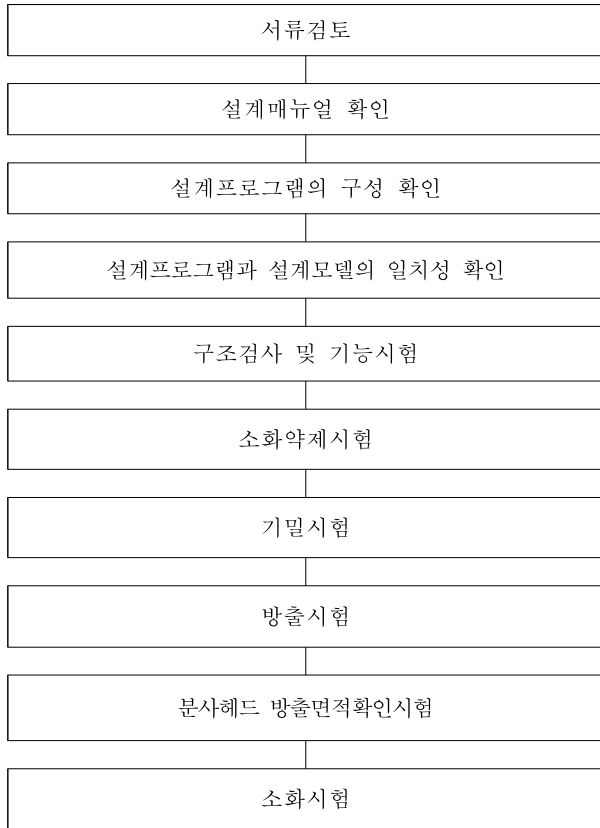 서류검토
설계매뉴얼 확인
설계프로그램의 구성 확인
설계프로그램과 설계모델의 일치성 확인
구조검사 및 기능시험
소화약제시험
기밀시험
방출시험
분사헤드 방출면적확인시험
소화시험